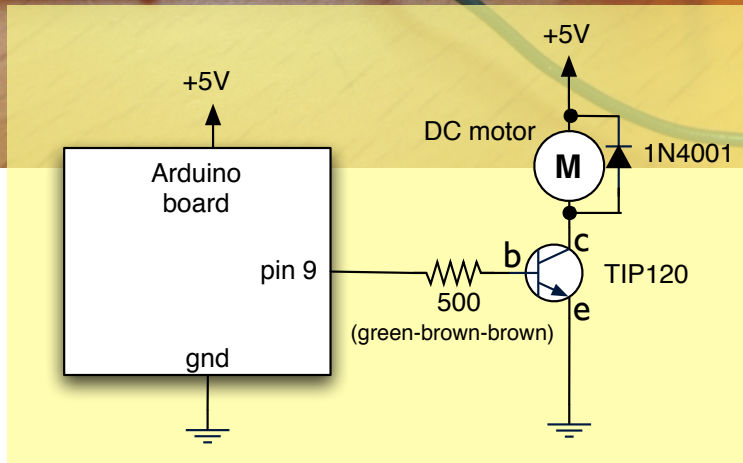 +5V
+5V
DC motor
M
1N4001
Arduino
board
pin 9
b
c
TIP120
500
e
(green-brown-brown)
gnd